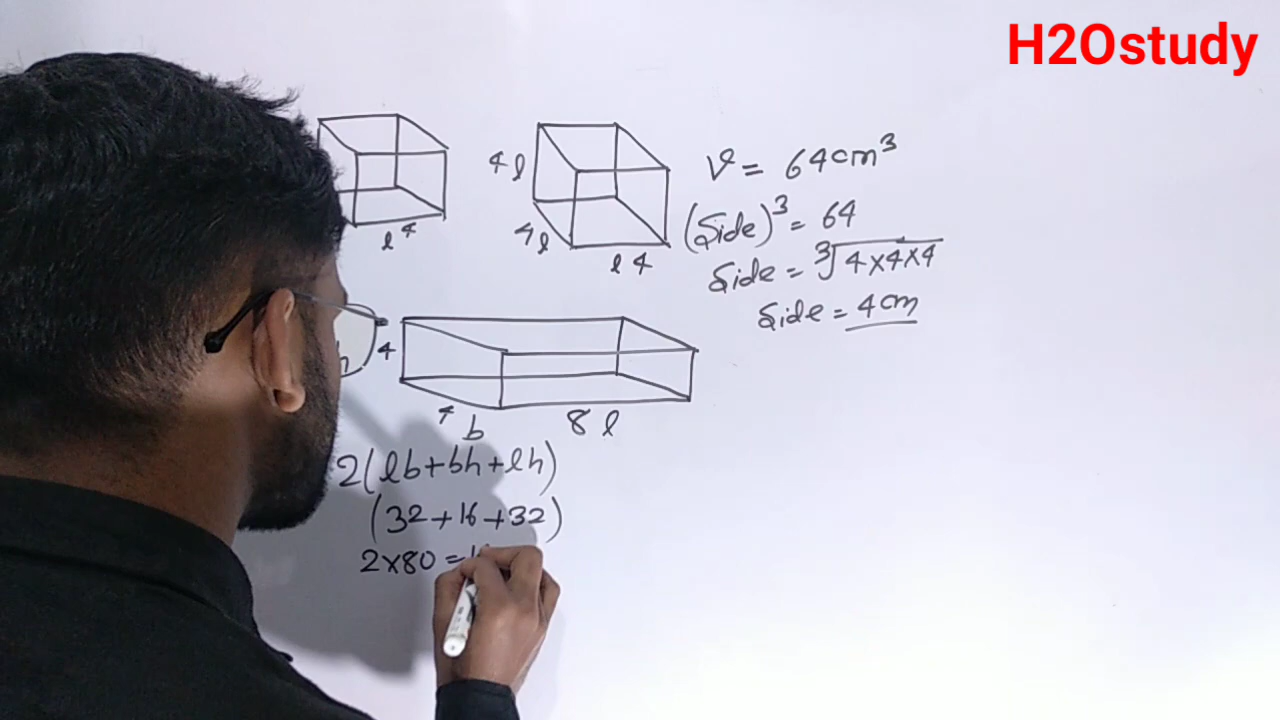 H2Ostudy
l 4
4 l
4 l
l 4
V = 64cm³
(Side)³ = 64
Side = ∛4×4×4
Side = 4cm
h
4
4 b
8 l
2(lb+bh+lh)
(32+16+32)
2×80 =